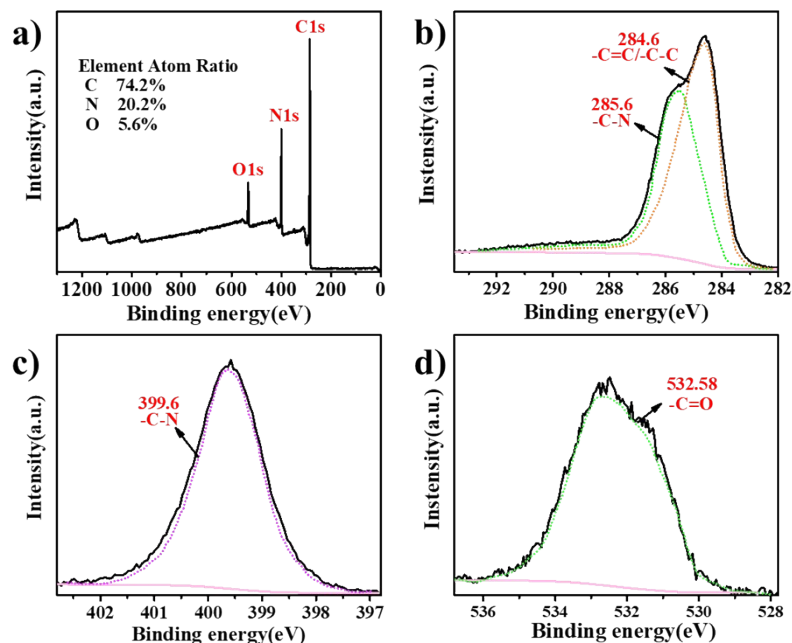 a)
C1s
Element Atom Ratio
C 74.2%
N 20.2%
O 5.6%
N1s
O1s
Intensity(a.u.)
1200 1000 800 600 400 200 0
Binding energy(eV)
b)
284.6
-C=C/-C-C
285.6
-C-N
Instensity(a.u.)
292 290 288 286 284 282
Binding energy(eV)
c)
399.6
-C-N
Intensity(a.u.)
402 401 400 399 398 397
Binding energy(eV)
d)
532.58
-C=O
Instensity(a.u.)
536 534 532 530 528
Binding energy(eV)